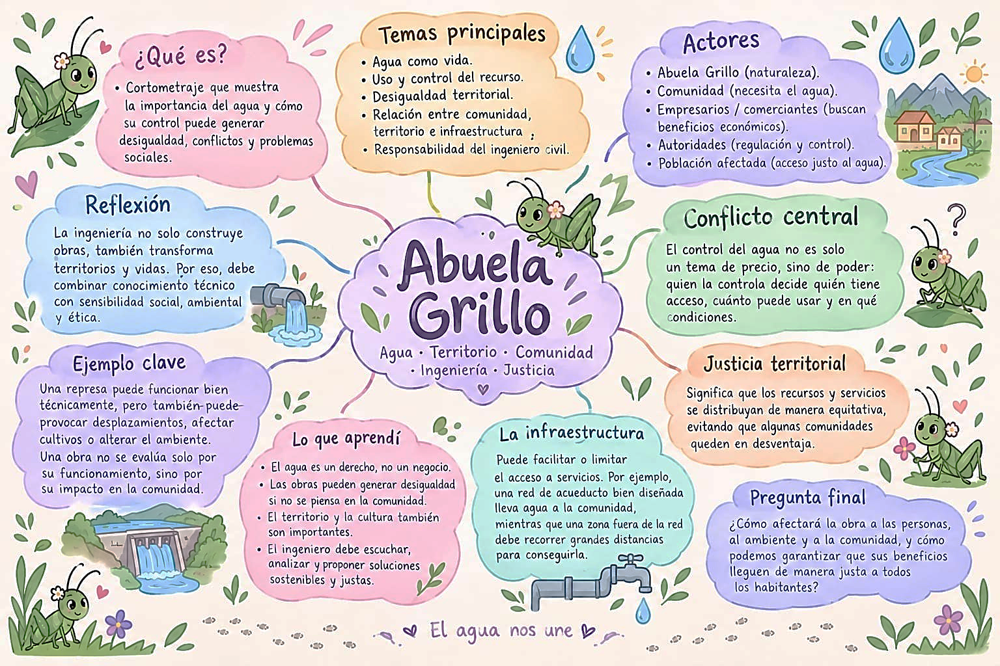 ¿Qué es?
• Cortometraje que muestra
la importancia del agua y cómo
su control puede generar
desigualdad, conflictos y problemas
sociales.
Temas principales
• Agua como vida.
• Uso y control del recurso.
• Desigualdad territorial.
• Relación entre comunidad,
territorio e infraestructura ;
• Responsabilidad del ingeniero civil.
Actores
• Abuela Grillo (naturaleza).
• Comunidad (necesita el agua).
• Empresarios / comerciantes (buscan
beneficios económicos).
• Autoridades (regulación y control).
• Población afectada (acceso justo al agua).
Reflexión
La ingeniería no solo construye
obras, también transforma
territorios y vidas. Por eso, debe
combinar conocimiento técnico
con sensibilidad social, ambiental
y ética.
Abuela
Grillo
Agua · Territorio · Comunidad
· Ingeniería · Justicia
Conflicto central
El control del agua no es solo
un tema de precio, sino de poder:
quien la controla decide quién tiene
acceso, cuánto puede usar y en qué
condiciones.
?
Ejemplo clave
Una represa puede funcionar bien
técnicamente, pero también puede
provocar desplazamientos, afectar
cultivos o alterar el ambiente.
Una obra no se evalúa solo por
su funcionamiento, sino por
su impacto en la comunidad.
Lo que aprendí
• El agua es un derecho, no un negocio.
• Las obras pueden generar desigualdad
si no se piensa en la comunidad.
• El territorio y la cultura también
son importantes.
• El ingeniero debe escuchar,
analizar y proponer soluciones
sostenibles y justas.
La infraestructura
Puede facilitar o limitar
el acceso a servicios. Por ejemplo,
una red de acueducto bien diseñada
lleva agua a la comunidad,
mientras que una zona fuera de la red
debe recorrer grandes distancias
para conseguirla.
Justicia territorial
Significa que los recursos y servicios
se distribuyan de manera equitativa,
evitando que algunas comunidades
queden en desventaja.
Pregunta final
¿Cómo afectará la obra a las personas,
al ambiente y a la comunidad, y cómo
podemos garantizar que sus beneficios
lleguen de manera justa a todos
los habitantes?
El agua nos une